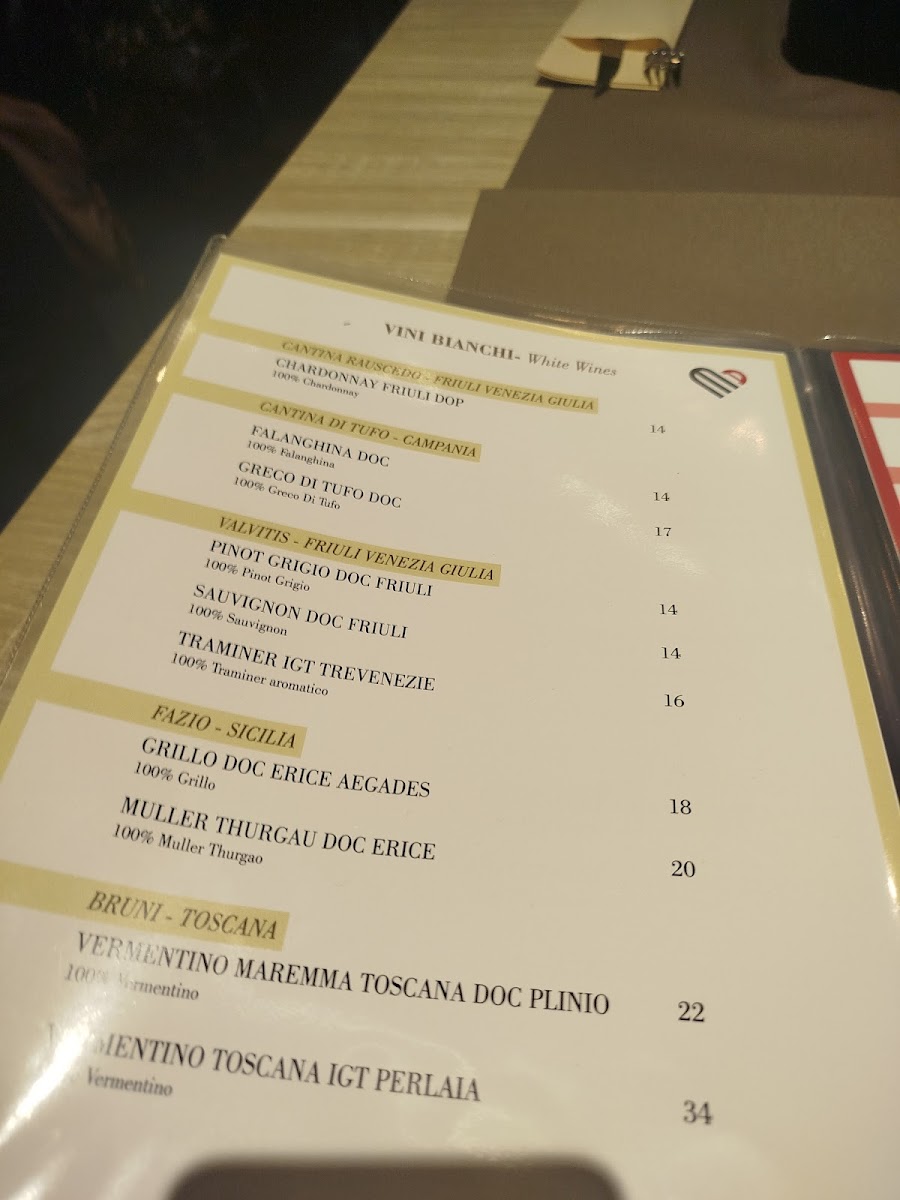 VINI BIANCHI- White Wines
CANTINA RAUSCEDO - FRIULI VENEZIA GIULIA
CHARDONNAY FRIULI DOP 14
100% Chardonnay
CANTINA DI TUFO - CAMPANIA
FALANGHINA DOC 14
100% Falanghina
GRECO DI TUFO DOC 17
100% Greco Di Tufo
VALVITIS - FRIULI VENEZIA GIULIA
PINOT GRIGIO DOC FRIULI 14
100% Pinot Grigio
SAUVIGNON DOC FRIULI 14
100% Sauvignon
TRAMINER IGT TREVENEZIE 16
100% Traminer aromatico
FAZIO - SICILIA
GRILLO DOC ERICE AEGADES 18
100% Grillo
MULLER THURGAU DOC ERICE 20
100% Muller Thurgao
BRUNI - TOSCANA
VERMENTINO MAREMMA TOSCANA DOC PLINIO 22
100% Vermentino
TOSCANA IGT PERLAIA 34
Vermentino